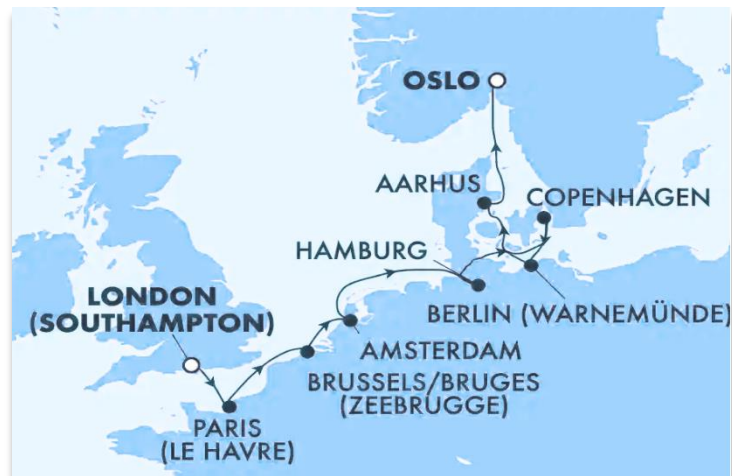 OSLO
AARHUS
COPENHAGEN
HAMBURG
LONDON
(SOUTHAMPTON)
BERLIN (WARNEMÜNDE)
AMSTERDAM
BRUSSELS/BRUGES
(ZEEBRUGGE)
PARIS
(LE HAVRE)